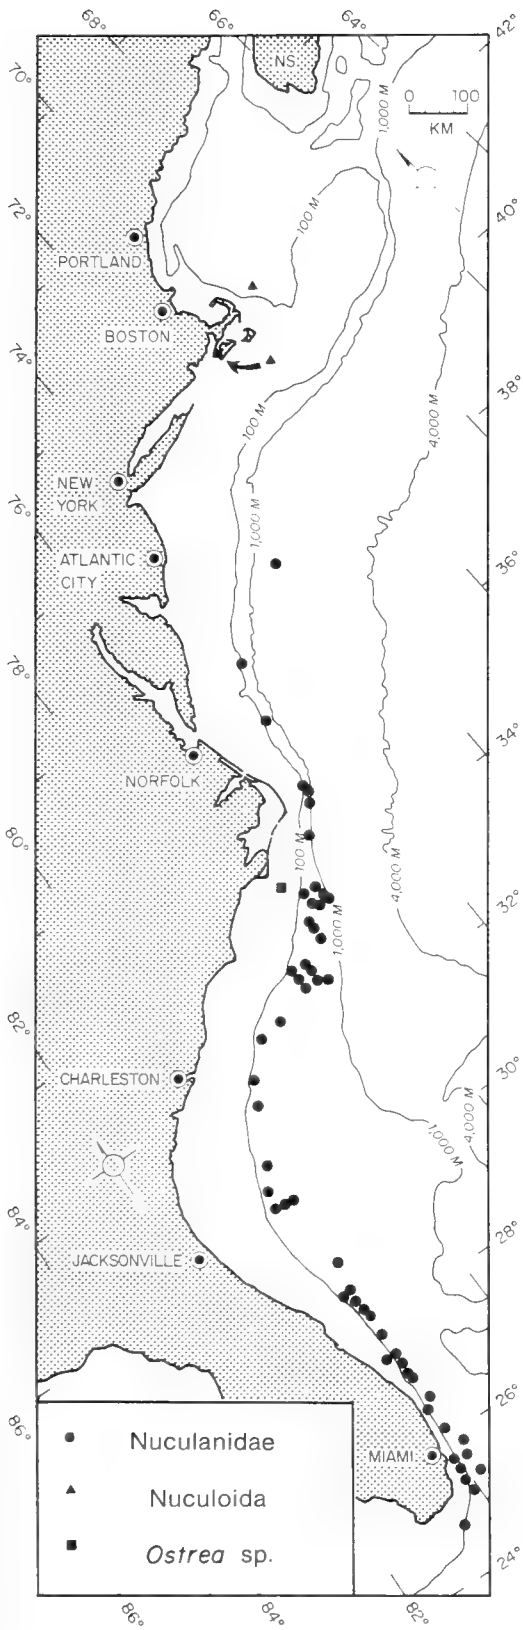 68°
66°
64°
42°
NS.
70°
0 100
KM
1,000 M
72°
100 M
40°
PORTLAND
BOSTON
74°
38°
100 M
4,000 M
NEW
YORK
76°
1,000 M
ATLANTIC
CITY
36°
78°
34°
NORFOLK
80°
100 M
4,000 M
32°
1,000 M
82°
CHARLESTON
30°
4,000 M
1,000 M
84°
28°
JACKSONVILLE
26°
86°
Nuculanidae
MIAMI
Nuculoida
Ostrea sp.
24°
86°
84°
82°